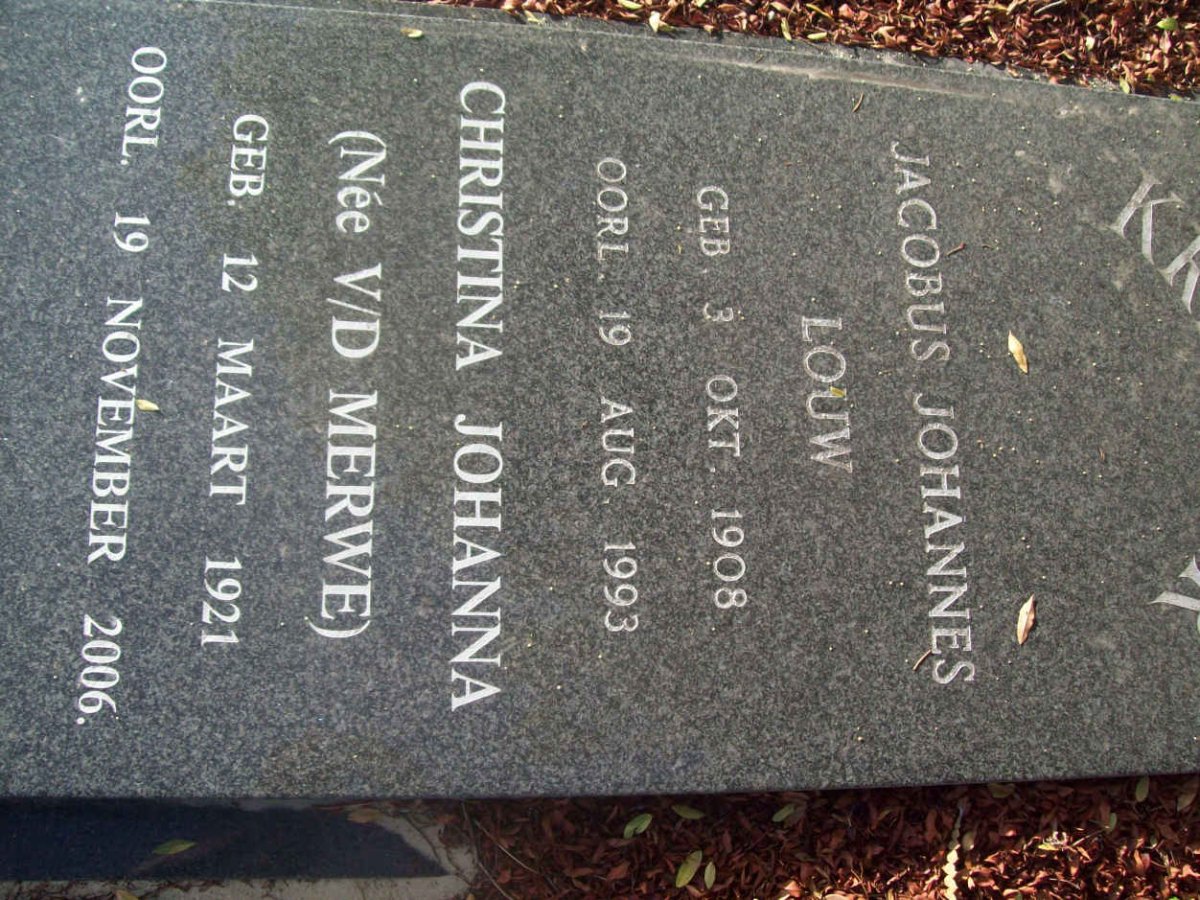 JACOBUS JOHANNES
LOUW
GEB. 3 OKT. 1908
OORL. 19 AUG. 1993
CHRISTINA JOHANNA
(Née V/D MERWE)
GEB. 12 MAART 1921
OORL. 19 NOVEMBER 2006.